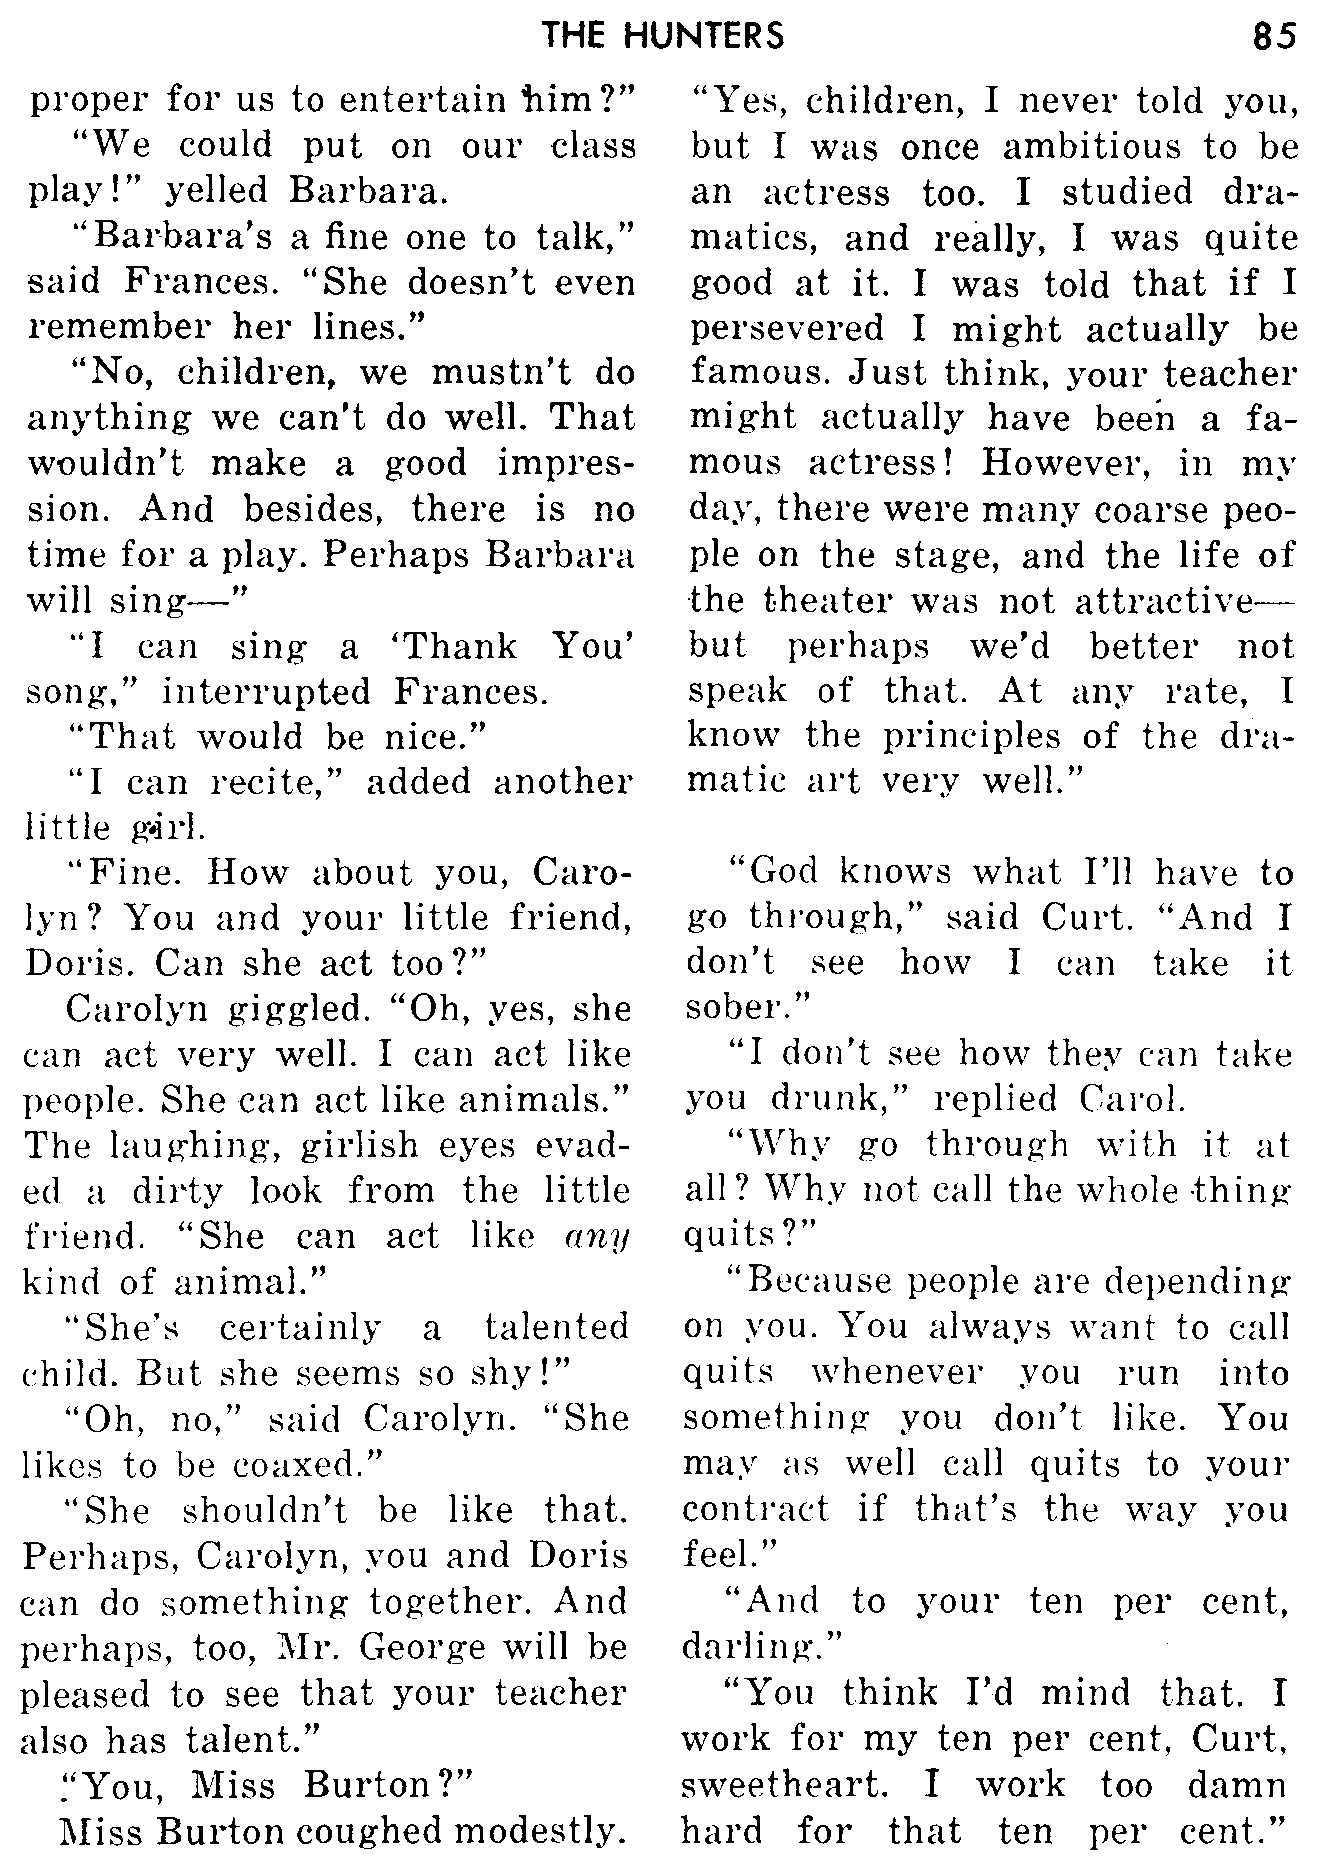 THE HUNTERS 85
proper for us to entertain him?”
“We could put on our class
play!” yelled Barbara.
“Barbara’s a fine one to talk,”
said Frances. “She doesn’t even
remember her lines.”
“No, children, we mustn’t do
anything we can’t do well. That
wouldn’t make a good impres-
sion. And besides, there is no
time for a play. Perhaps Barbara
will sing—”
“I can sing a ‘Thank You’
song,” interrupted Frances.
“That would be nice.”
“I can recite,” added another
little girl.
“Fine. How about you, Caro-
lyn? You and your little friend,
Doris. Can she act too?”
Carolyn giggled. “Oh, yes, she
can act very well. I can act like
people. She can act like animals.”
The laughing, girlish eyes evad-
ed a dirty look from the little
friend. “She can act like any
kind of animal.”
“She’s certainly a talented
child. But she seems so shy!”
“Oh, no,” said Carolyn. “She
likes to be coaxed.”
“She shouldn’t be like that.
Perhaps, Carolyn, you and Doris
can do something together. And
perhaps, too, Mr. George will be
pleased to see that your teacher
also has talent.”
“You, Miss Burton?”
Miss Burton coughed modestly.
“Yes, children, I never told you,
but I was once ambitious to be
an actress too. I studied dra-
matics, and really, I was quite
good at it. I was told that if I
persevered I might actually be
famous. Just think, your teacher
might actually have been a fa-
mous actress! However, in my
day, there were many coarse peo-
ple on the stage, and the life of
the theater was not attractive—
but perhaps we’d better not
speak of that. At any rate, I
know the principles of the dra-
matic art very well.”
“God knows what I’ll have to
go through,” said Curt. “And I
don’t see how I can take it
sober.”
“I don’t see how they can take
you drunk,” replied Carol.
“Why go through with it at
all? Why not call the whole thing
quits?”
“Because people are depending
on you. You always want to call
quits whenever you run into
something you don’t like. You
may as well call quits to your
contract if that’s the way you
feel.”
“And to your ten per cent,
darling.”
“You think I’d mind that. I
work for my ten per cent, Curt,
sweetheart. I work too damn
hard for that ten per cent.”